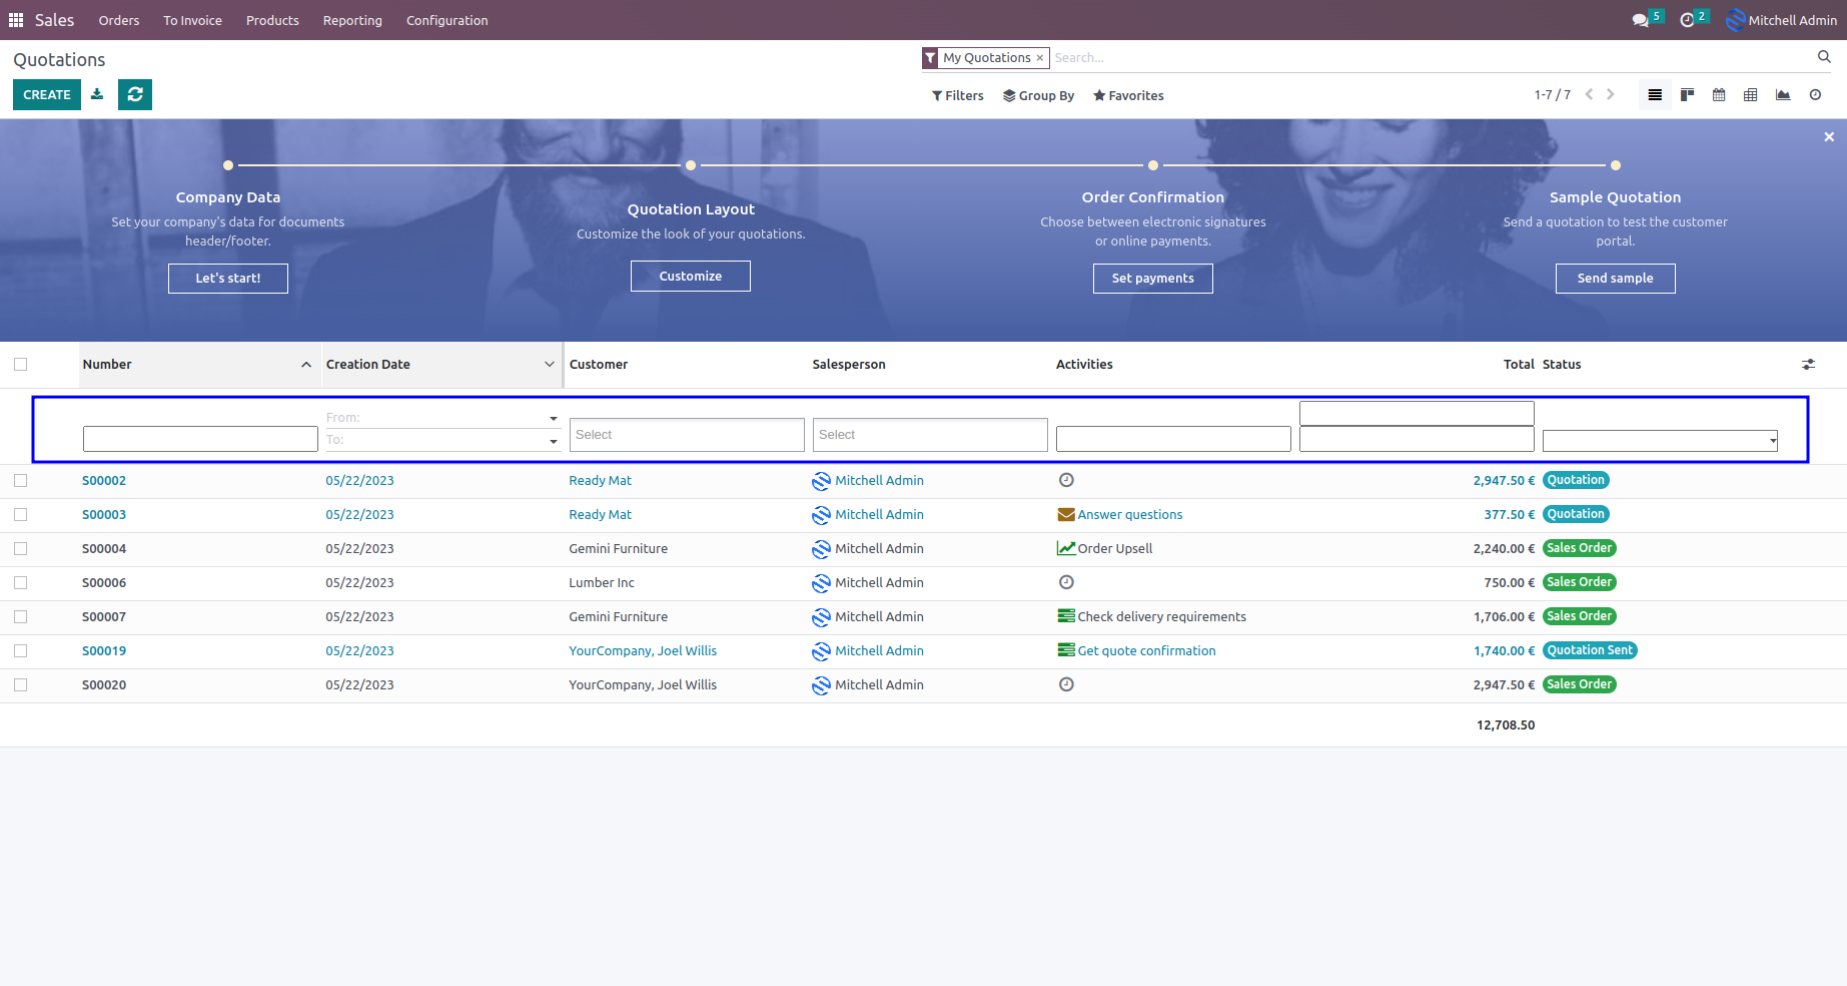 Sales Orders To Invoice Products Reporting Configuration 5 2 Mitchell Admin
Quotations
My Quotations × Search...
CREATE
Filters Group By Favorites 1-7 / 7
×
Company Data
Set your company's data for documents
header/footer.
Let's start!
Quotation Layout
Customize the look of your quotations.
Customize
Order Confirmation
Choose between electronic signatures
or online payments.
Set payments
Sample Quotation
Send a quotation to test the customer
portal.
Send sample
Number Creation Date Customer Salesperson Activities Total Status
From:
To:
Select Select
S00002 05/22/2023 Ready Mat Mitchell Admin 2,947.50 € Quotation
S00003 05/22/2023 Ready Mat Mitchell Admin Answer questions 377.50 € Quotation
S00004 05/22/2023 Gemini Furniture Mitchell Admin Order Upsell 2,240.00 € Sales Order
S00006 05/22/2023 Lumber Inc Mitchell Admin 750.00 € Sales Order
S00007 05/22/2023 Gemini Furniture Mitchell Admin Check delivery requirements 1,706.00 € Sales Order
S00019 05/22/2023 YourCompany, Joel Willis Mitchell Admin Get quote confirmation 1,740.00 € Quotation Sent
S00020 05/22/2023 YourCompany, Joel Willis Mitchell Admin 2,947.50 € Sales Order
12,708.50